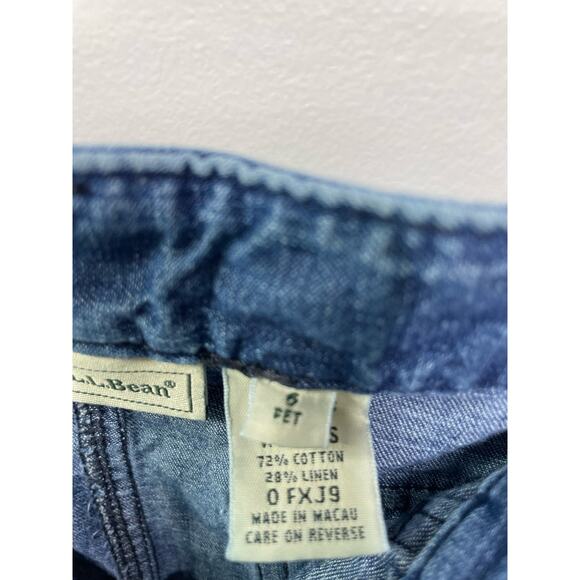 L.L.Bean®
6
PET
72% COTTON
28% LINEN
0 FXJ9
MADE IN MACAU
CARE ON REVERSE